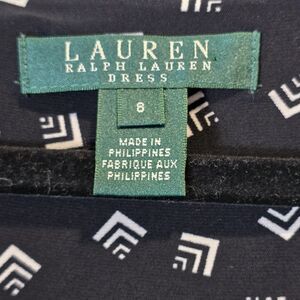 LAUREN
RALPH LAUREN
DRESS
8
MADE IN
PHILIPPINES
FABRIQUE AUX
PHILIPPINES